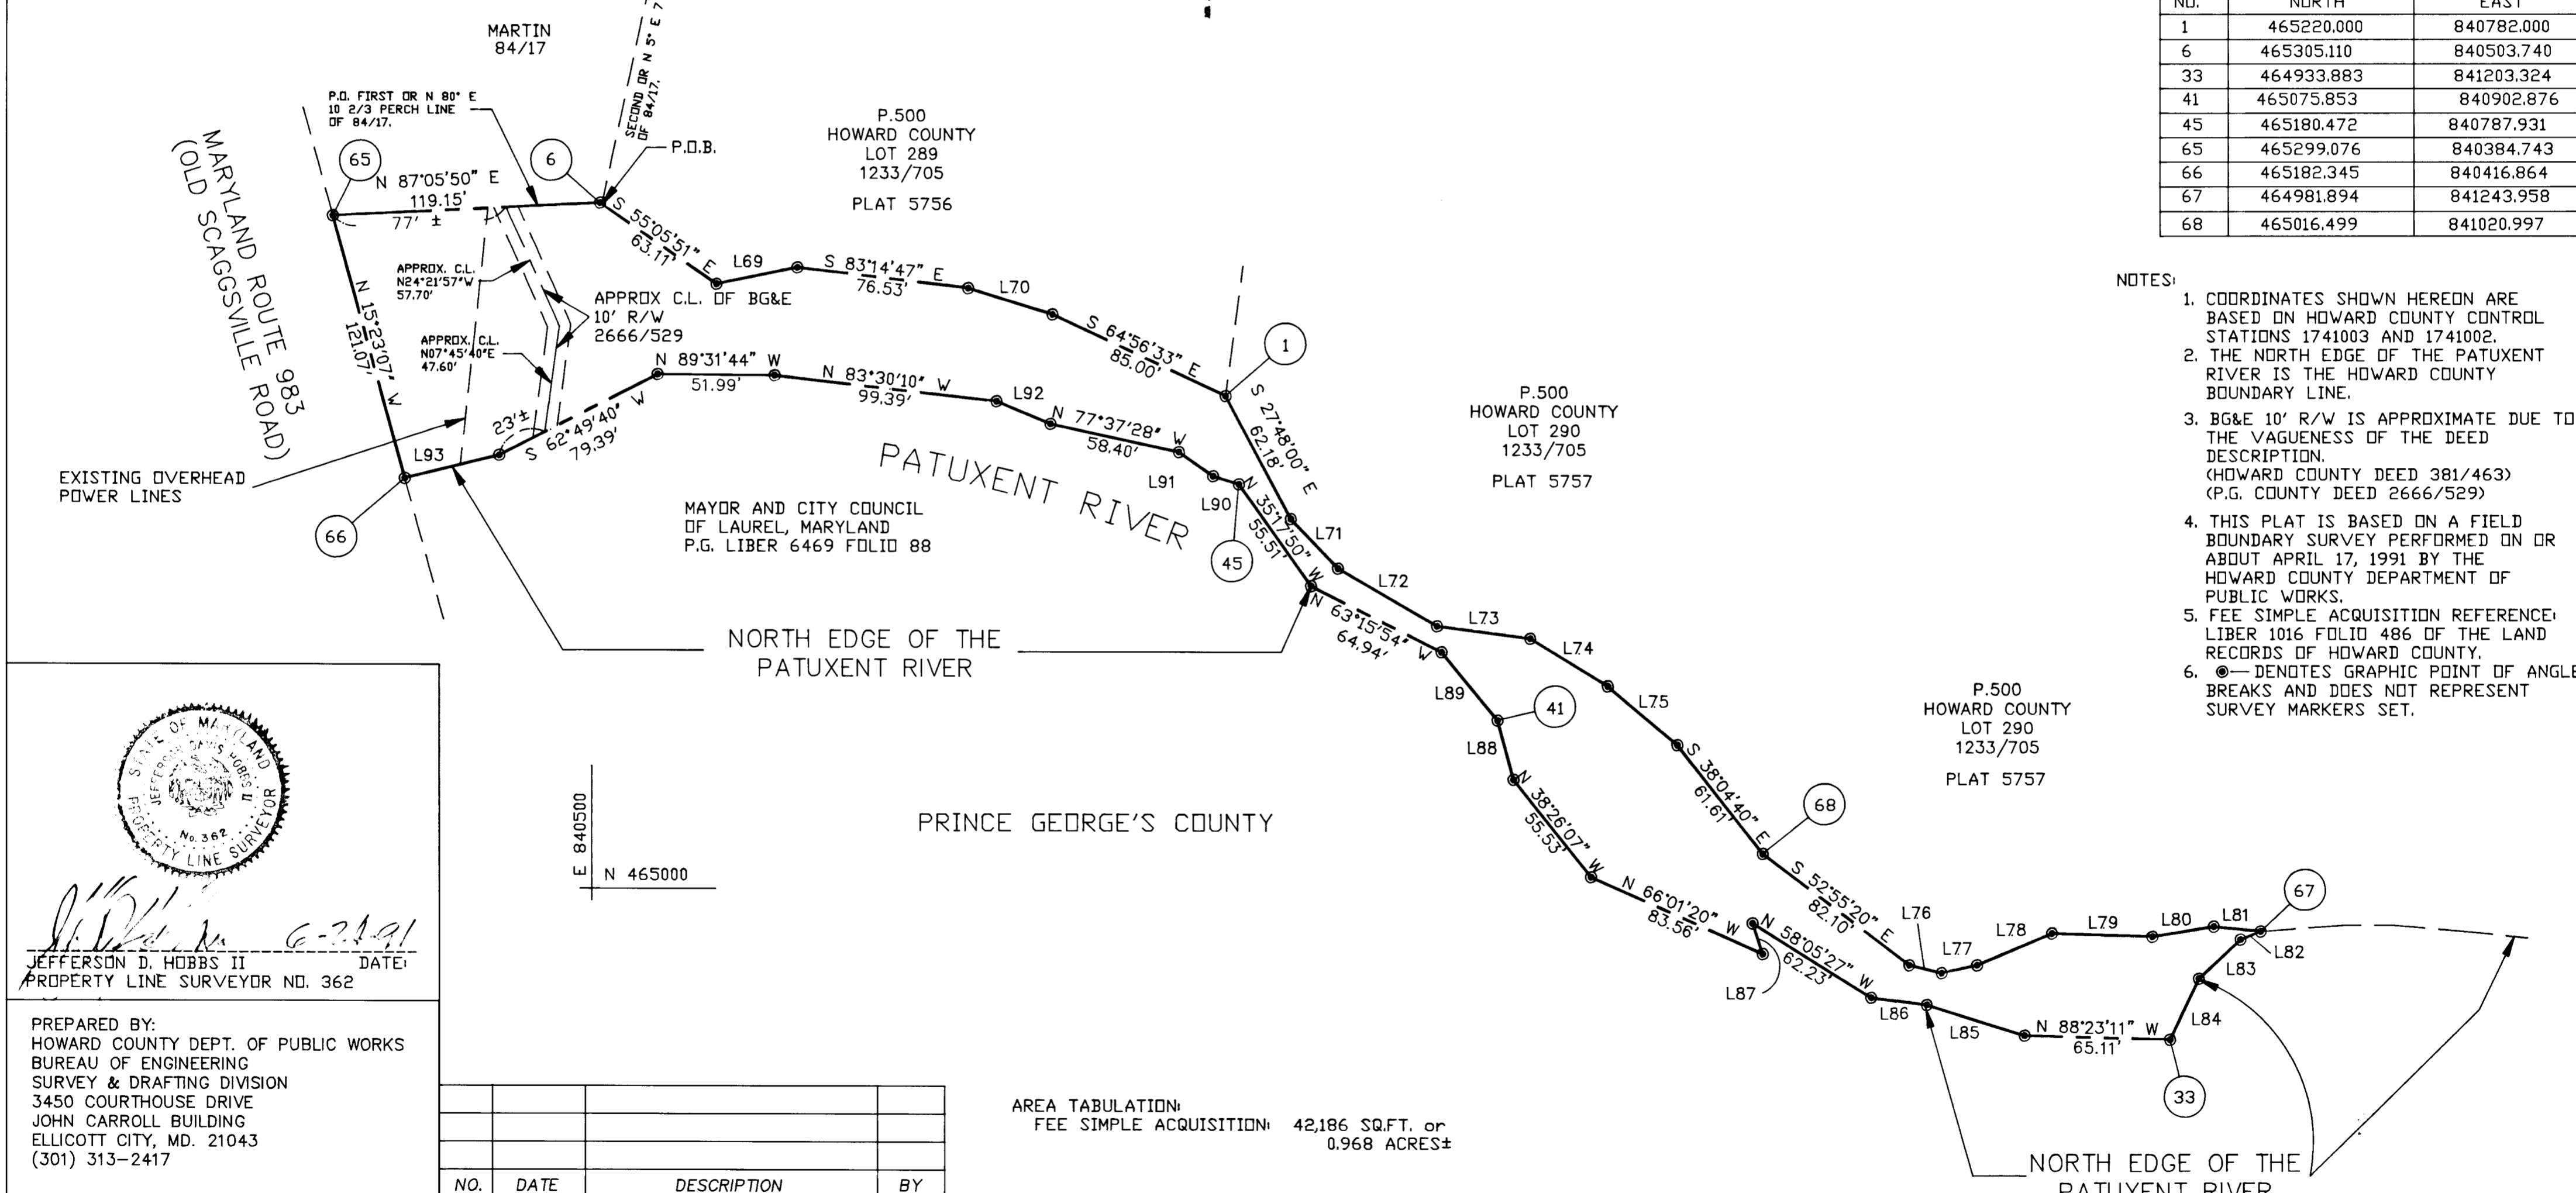 NO. NORTH EAST
1 465220.000 840782.000
6 465305.110 840503.740
33 464933.883 841203.324
41 465075.853 840902.876
45 465180.472 840787.931
65 465299.076 840384.743
66 465182.345 840416.864
67 464981.894 841243.958
68 465016.499 841020.997
NOTES:
1. COORDINATES SHOWN HEREON ARE
BASED ON HOWARD COUNTY CONTROL
STATIONS 1741003 AND 1741002.
2. THE NORTH EDGE OF THE PATUXENT
RIVER IS THE HOWARD COUNTY
BOUNDARY LINE.
3. BG&E 10' R/W IS APPROXIMATE DUE TO
THE VAGUENESS OF THE DEED
DESCRIPTION.
(HOWARD COUNTY DEED 381/463)
(P.G. COUNTY DEED 2666/529)
4. THIS PLAT IS BASED ON A FIELD
BOUNDARY SURVEY PERFORMED ON OR
ABOUT APRIL 17, 1991 BY THE
HOWARD COUNTY DEPARTMENT OF
PUBLIC WORKS.
5. FEE SIMPLE ACQUISITION REFERENCE:
LIBER 1016 FOLIO 486 OF THE LAND
RECORDS OF HOWARD COUNTY.
6. — DENOTES GRAPHIC POINT OF ANGLE
BREAKS AND DOES NOT REPRESENT
SURVEY MARKERS SET.
MARTIN
84/17
P.O. FIRST OR N 80° E
10 2/3 PERCH LINE
OF 84/17.
SECOND OR N 5° E 7
OF 84/17.
P.O.B.
MARYLAND ROUTE 983
(OLD SCAGGSVILLE ROAD)
65
6
N 87°05'50" E
119.15'
77' ±
P.500
HOWARD COUNTY
LOT 289
1233/705
PLAT 5756
S 55°05'51" E
63.17'
L69
S 83°14'47" E
76.53'
L70
S 64°56'33" E
85.00'
1
N 15°23'07" W
121.07'
APPROX. C.L.
N24°21'57"W
57.70'
APPROX C.L. OF BG&E
10' R/W
2666/529
APPROX. C.L.
N07°45'40"E
47.60'
N 89°31'44" W
51.99'
N 83°30'10" W
99.39'
L92
N 77°37'28" W
58.40'
L91
L90
45
S 27°48'00" E
62.18'
N 35°17'50" W
55.51'
23'±
S 62°49'40" W
79.39'
L93
EXISTING OVERHEAD
POWER LINES
66
MAYOR AND CITY COUNCIL
OF LAUREL, MARYLAND
P.G. LIBER 6469 FOLIO 88
PATUXENT RIVER
P.500
HOWARD COUNTY
LOT 290
1233/705
PLAT 5757
L71
L72
L73
L74
L75
N 63°15'54" W
64.94'
L89
41
L88
NORTH EDGE OF THE
PATUXENT RIVER
P.500
HOWARD COUNTY
LOT 290
1233/705
PLAT 5757
S 38°04'40" E
61.61'
68
N 38°26'07" W
55.53'
E 840500
N 465000
PRINCE GEORGE'S COUNTY
N 66°01'20" W
83.56'
S 52°55'20" E
82.10'
L76
L77
L78
L79
L80
L81
67
L82
L83
L84
N 58°05'27" W
62.23'
L87
L86
L85
N 88°23'11" W
65.11'
33
NORTH EDGE OF THE
PATUXENT RIVER
STATE OF MARYLAND
JEFFERSON DAVIS HOBBS II
No. 362
PROPERTY LINE SURVEYOR
JEFFERSON D. HOBBS II DATE:
PROPERTY LINE SURVEYOR NO. 362
PREPARED BY:
HOWARD COUNTY DEPT. OF PUBLIC WORKS
BUREAU OF ENGINEERING
SURVEY & DRAFTING DIVISION
3450 COURTHOUSE DRIVE
JOHN CARROLL BUILDING
ELLICOTT CITY, MD. 21043
(301) 313-2417
NO. DATE DESCRIPTION BY
AREA TABULATION:
FEE SIMPLE ACQUISITION: 42,186 SQ.FT. or
0.968 ACRES±